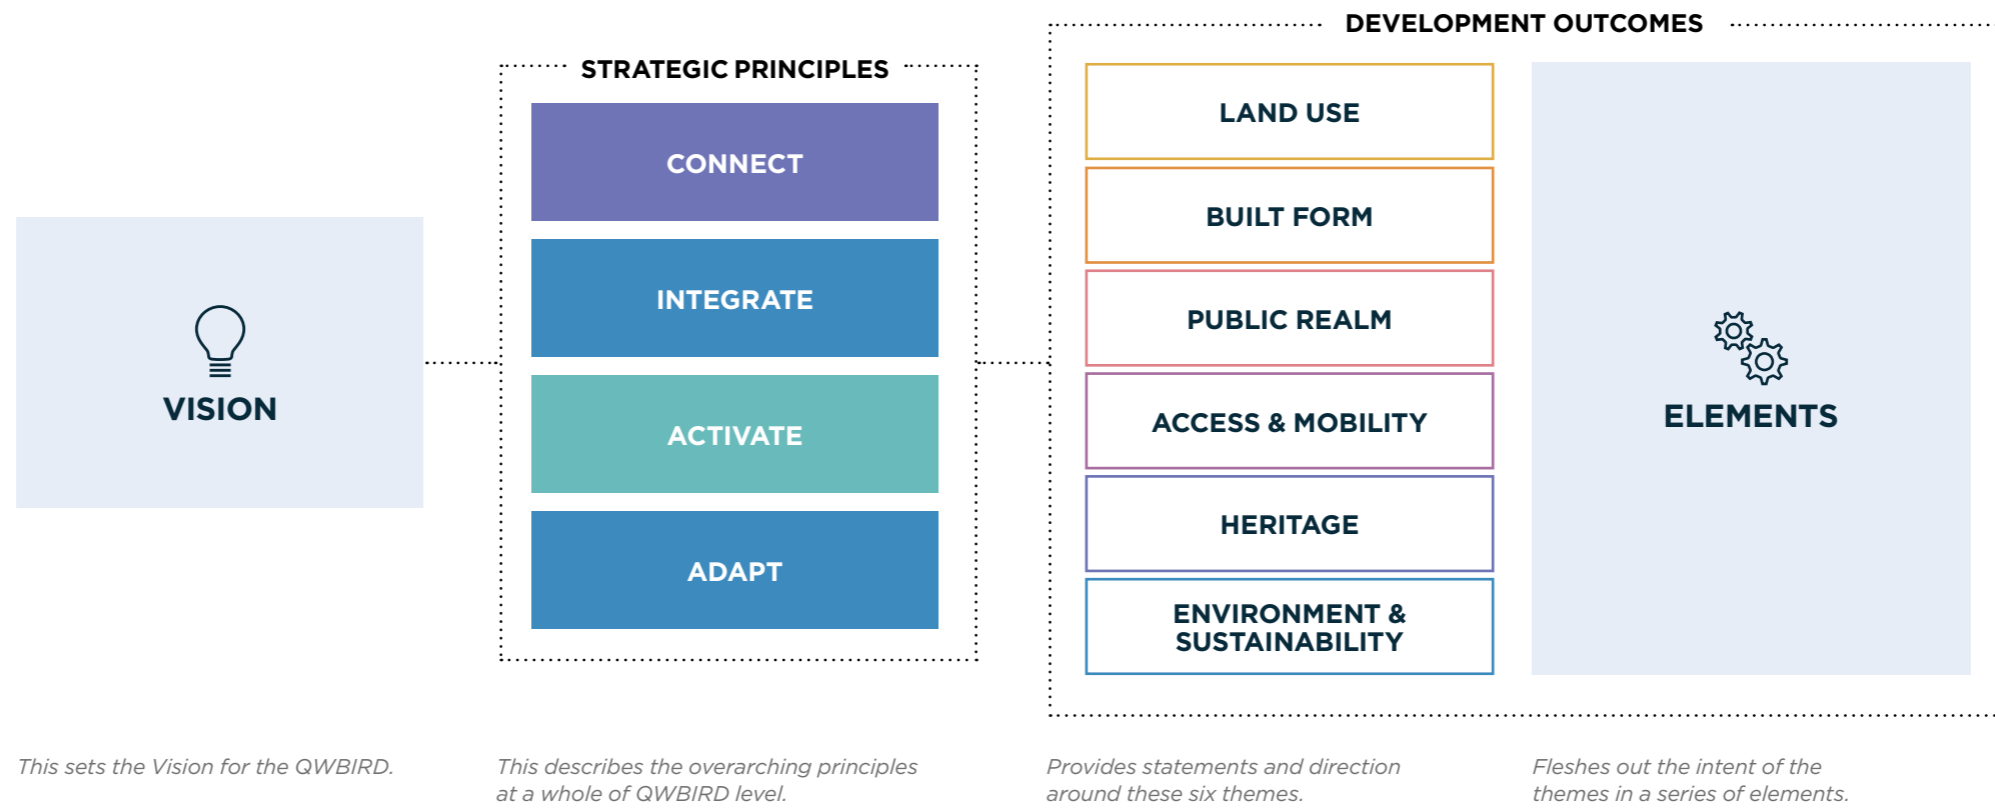 DEVELOPMENT OUTCOMES
STRATEGIC PRINCIPLES
VISION
CONNECT
INTEGRATE
ACTIVATE
ADAPT
LAND USE
BUILT FORM
PUBLIC REALM
ACCESS & MOBILITY
HERITAGE
ENVIRONMENT &
SUSTAINABILITY
ELEMENTS
This sets the Vision for the QWBIRD.
This describes the overarching principles
at a whole of QWBIRD level.
Provides statements and direction
around these six themes.
Fleshes out the intent of the
themes in a series of elements.